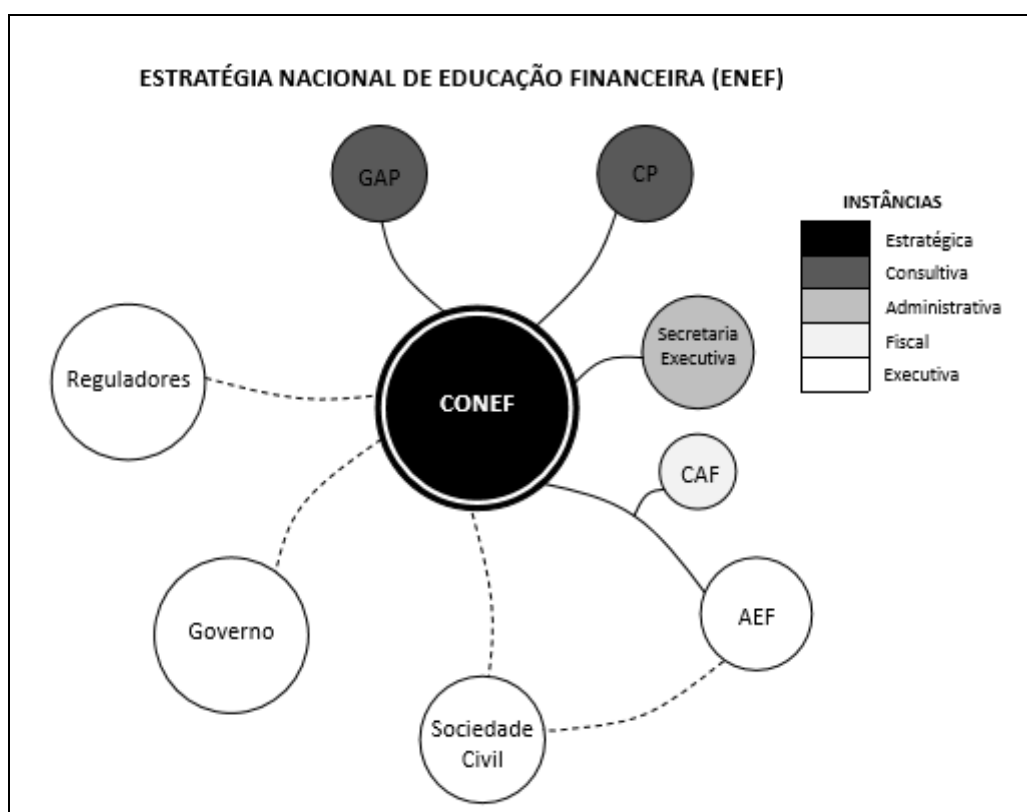 ESTRATÉGIA NACIONAL DE EDUCAÇÃO FINANCEIRA (ENEF)
GAP
CP
INSTÂNCIAS
Estratégica
Consultiva
Administrativa
Fiscal
Executiva
Secretaria
Executiva
Reguladores
CONEF
CAF
AEF
Governo
Sociedade
Civil